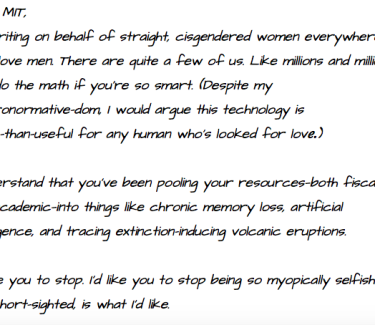 MIT,
riting on behalf of straight, cisgendered women everywher
ove men. There are quite a few of us. Like millions and milli
do the math if you're so smart. (Despite my
ronormative-dom, I would argue this technology is
-than-useful for any human who's looked for love.)
erstand that you've been pooling your resources-both fisca
cademic-into things like chronic memory loss, artificial
gence, and tracing extinction-inducing volcanic eruptions.
e you to stop. I'd like you to stop being so myopically selfish
hort-sighted, is what I'd like.